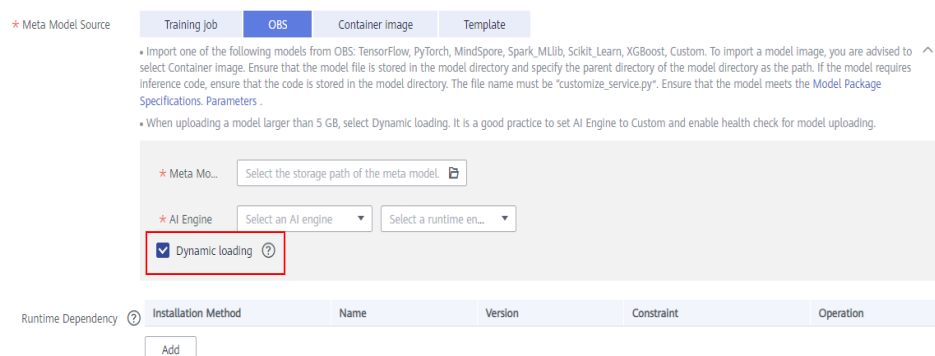 * Meta Model Source
Training job OBS Container image Template
▪ Import one of the following models from OBS: TensorFlow, PyTorch, MindSpore, Spark_MLlib, Scikit_Learn, XGBoost, Custom. To import a model image, you are advised to
select Container image. Ensure that the model file is stored in the model directory and specify the parent directory of the model directory as the path. If the model requires
inference code, ensure that the code is stored in the model directory. The file name must be "customize_service.py". Ensure that the model meets the Model Package
Specifications. Parameters .
▪ When uploading a model larger than 5 GB, select Dynamic loading. It is a good practice to set AI Engine to Custom and enable health check for model uploading.
* Meta Mo... Select the storage path of the meta model.
* AI Engine Select an AI engine Select a runtime en...
Dynamic loading ?
Runtime Dependency ? Installation Method Name Version Constraint Operation
Add